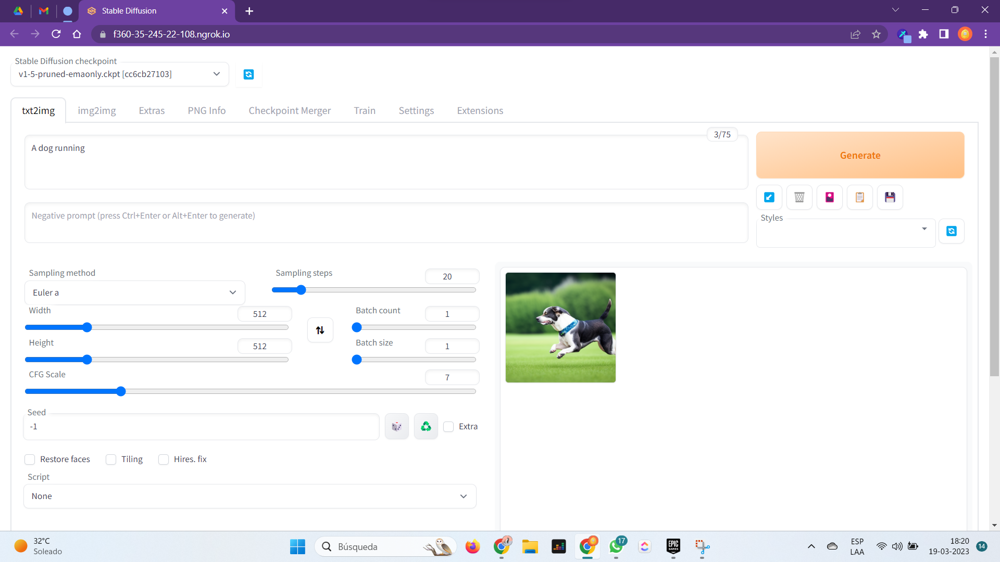 Stable Diffusion
f360-35-245-22-108.ngrok.io
Stable Diffusion checkpoint
v1-5-pruned-emaonly.ckpt [cc6cb27103]
txt2img img2img Extras PNG Info Checkpoint Merger Train Settings Extensions
3/75
A dog running
Generate
Negative prompt (press Ctrl+Enter or Alt+Enter to generate)
Styles
Sampling method
Euler a
Sampling steps
20
Width
512
Batch count
1
Height
512
Batch size
1
CFG Scale
7
Seed
-1
Extra
Restore faces Tiling Hires. fix
Script
None
32°C
Soleado
Búsqueda
EPIC
GAMES
17
ESP
LAA
18:20
19-03-2023
14